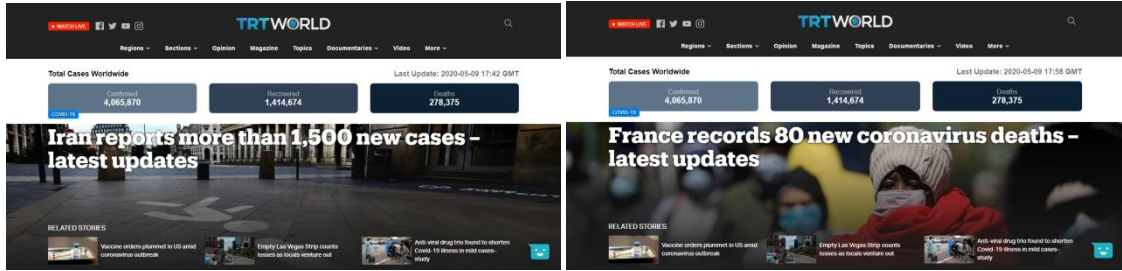 WATCH LIVE
TRTWORLD
Regions Sections Opinion Magazine Topics Documentaries Video More
Total Cases Worldwide
Last Update: 2020-05-09 17:42 GMT
Confirmed
4,065,870
Recovered
1,414,674
Deaths
278,375
COVID-19
Iran reports more than 1,500 new cases –
latest updates
RELATED STORIES
Vaccine orders plummet in US amid
coronavirus outbreak
Empty Las Vegas Strip counts
losses as locals venture out
Anti-viral drug trio found to shorten
Covid-19 illness in mild cases-
study
WATCH LIVE
TRTWORLD
Regions Sections Opinion Magazine Topics Documentaries Video More
Total Cases Worldwide
Last Update: 2020-05-09 17:58 GMT
Confirmed
4,065,870
Recovered
1,414,674
Deaths
278,375
COVID-19
France records 80 new coronavirus deaths –
latest updates
RELATED STORIES
Vaccine orders plummet in US amid
coronavirus outbreak
Empty Las Vegas Strip counts
losses as locals venture out
Anti-viral drug trio found to shorten
Covid-19 illness in mild cases-
study